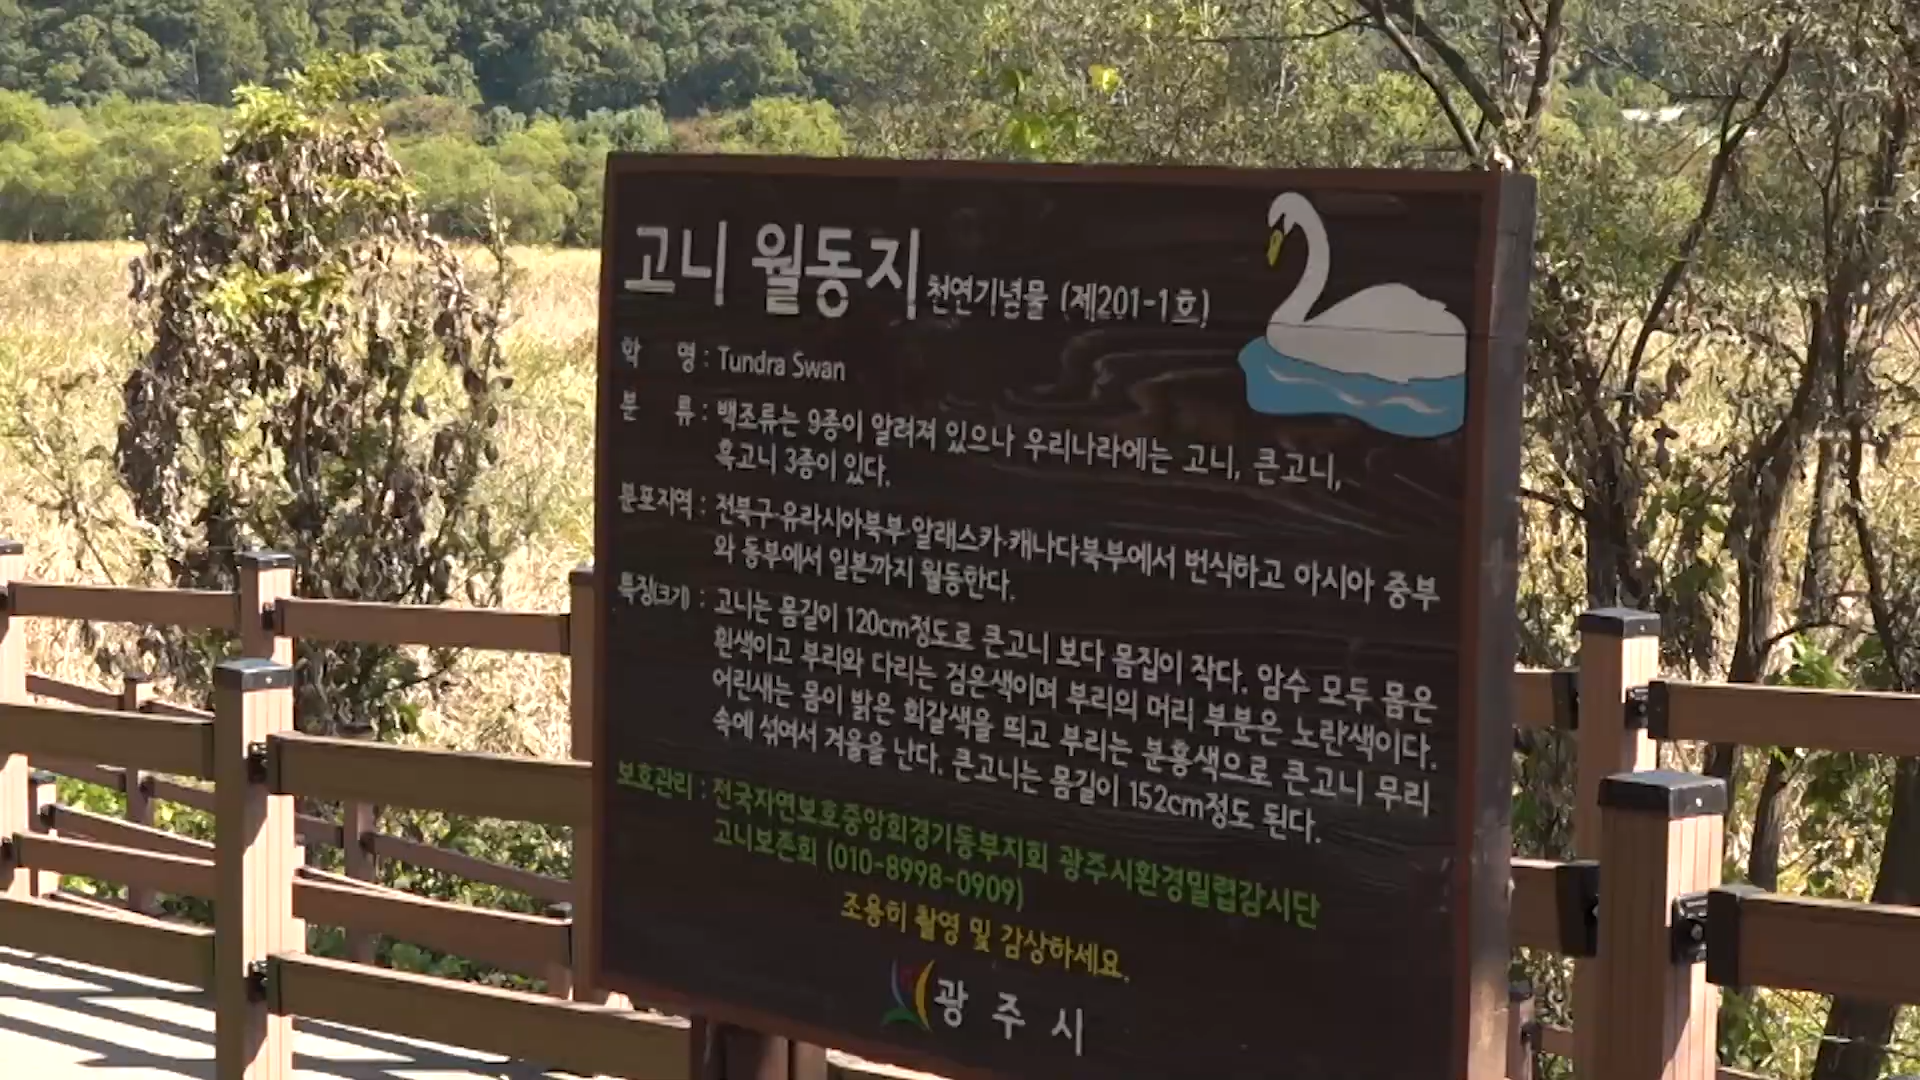 고니 월동지 천연기념물 (제201-1호)
학 명 : Tundra Swan
분 류 : 백조류는 9종이 알려져 있으나 우리나라에는 고니, 큰고니,
흑고니 3종이 있다.
분포지역 : 전북구·유라시아북부·알래스카·캐나다북부에서 번식하고 아시아 중부
와 동부에서 일본까지 월동한다.
특징(크기) : 고니는 몸길이 120cm정도로 큰고니 보다 몸집이 작다. 암수 모두 몸은
흰색이고 부리와 다리는 검은색이며 부리의 머리 부분은 노란색이다.
어린새는 몸이 밝은 회갈색을 띄고 부리는 분홍색으로 큰고니 무리
속에 섞여서 겨울을 난다. 큰고니는 몸길이 152cm정도 된다.
보호관리 : 전국자연보호중앙회경기동부지회 광주시환경밀렵감시단
고니보존회 (010-8998-0909)
조용히 촬영 및 감상하세요.
광 주 시